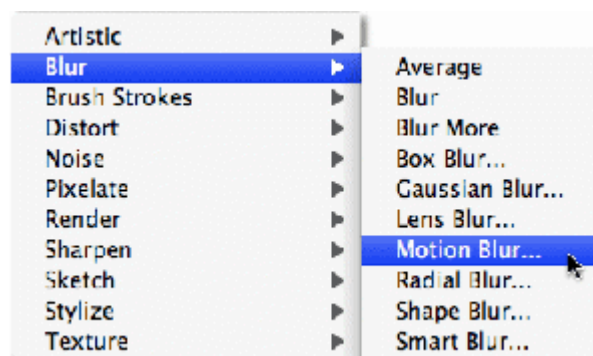 Artistic
Blur
Brush Strokes
Distort
Noise
Pixelate
Render
Sharpen
Sketch
Stylize
Texture
Average
Blur
Blur More
Box Blur...
Gaussian Blur...
Lens Blur...
Motion Blur...
Radial Blur...
Shape Blur...
Smart Blur...